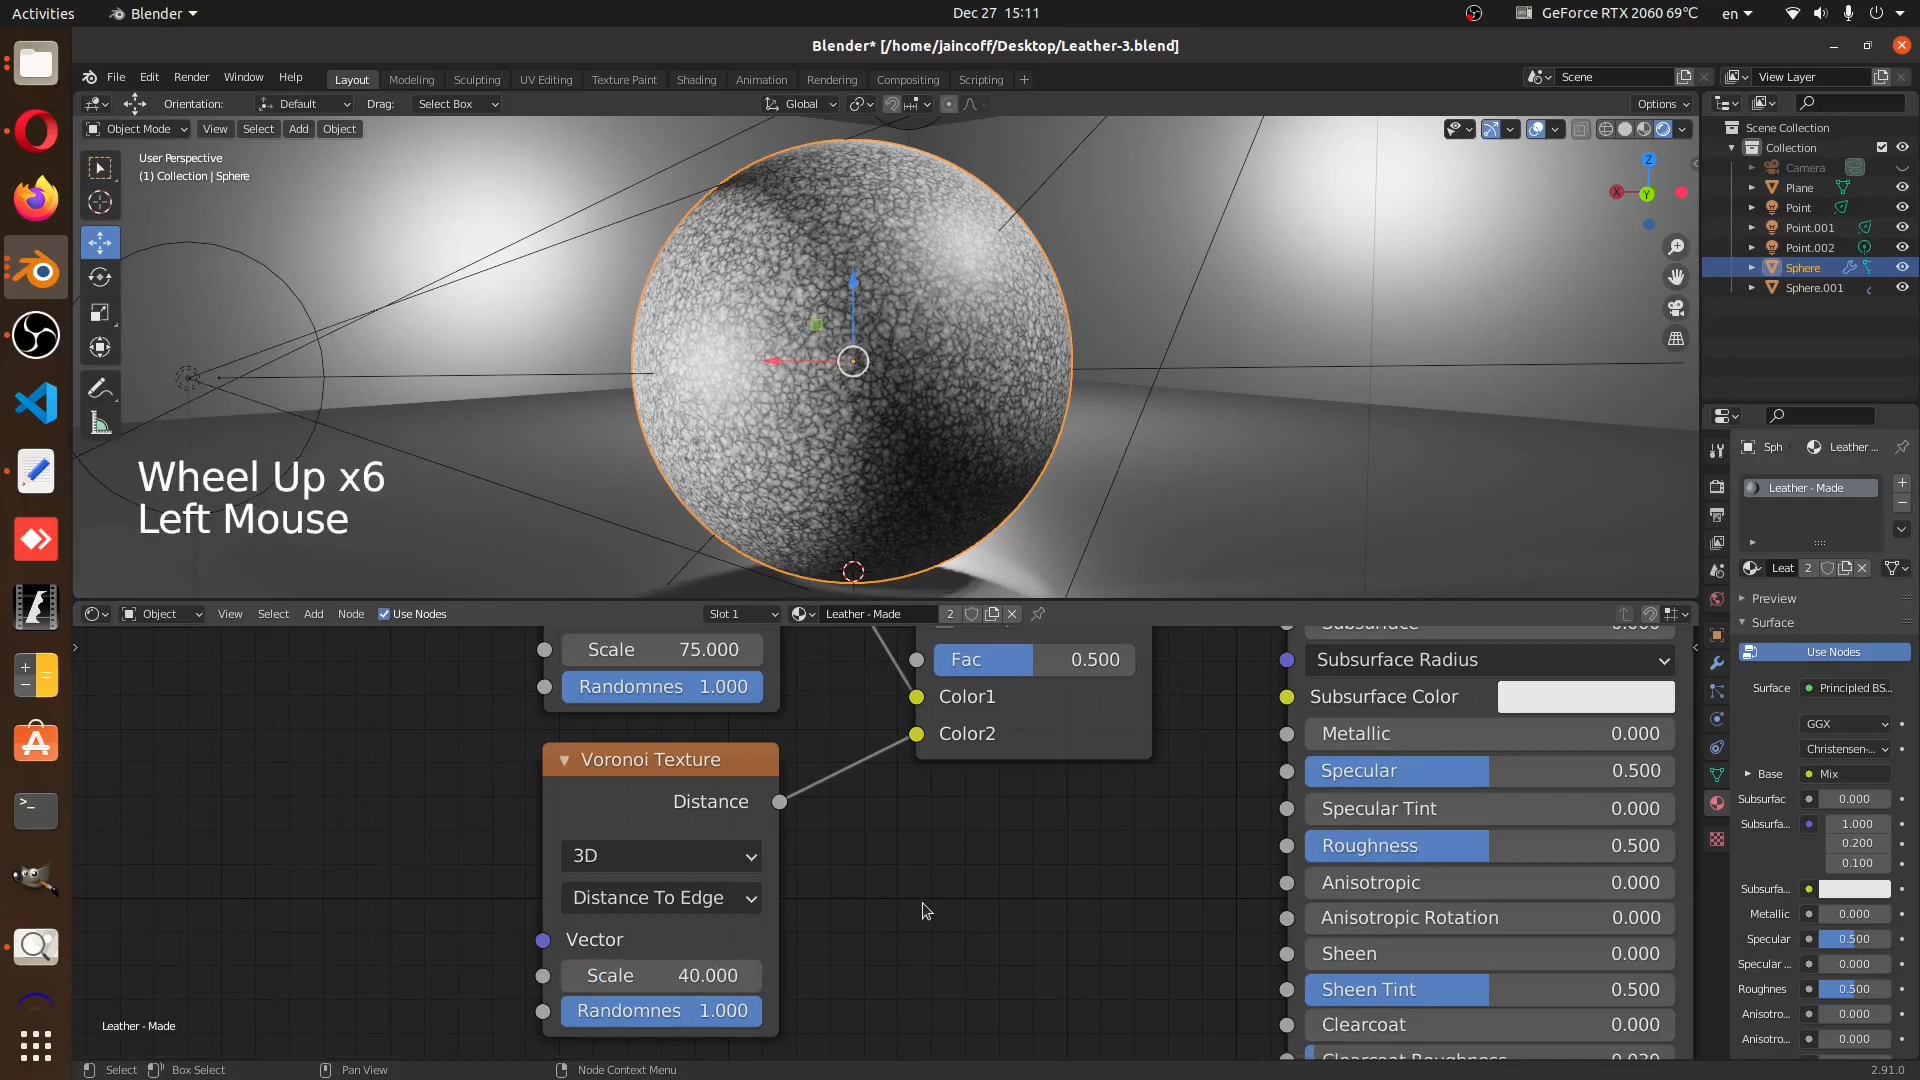 Activities
Blender
Dec 27 15:11
GeForce RTX 2060 69℃
en
Blender* [/home/jaincoff/Desktop/Leather-3.blend]
File Edit Render Window Help
Layout Modeling Sculpting UV Editing Texture Paint Shading Animation Rendering Compositing Scripting +
Scene
View Layer
Orientation: Default Drag: Select Box
Global
Options
Object Mode View Select Add Object
User Perspective
(1) Collection | Sphere
Z
X
Y
Wheel Up x6
Left Mouse
Scene Collection
Collection
Camera
Plane
Point
Point.001
Point.002
Sphere
Sphere.001
Sph
Leather ...
Leather - Made
Leat 2
Preview
Surface
Use Nodes
Surface Principled BS...
GGX
Christensen-...
Base Mix
Subsurfac 0.000
Subsurfa... 1.000
0.200
0.100
Subsurfa...
Metallic 0.000
Specular 0.500
Specular ... 0.000
Roughnes 0.500
Anisotro... 0.000
Anisotro... 0.000
Object View Select Add Node Use Nodes
Slot 1
Leather - Made 2
Scale 75.000
Randomnes 1.000
Voronoi Texture
Distance
3D
Distance To Edge
Vector
Scale 40.000
Randomnes 1.000
Fac 0.500
Color1
Color2
Subsurface 0.000
Subsurface Radius
Subsurface Color
Metallic 0.000
Specular 0.500
Specular Tint 0.000
Roughness 0.500
Anisotropic 0.000
Anisotropic Rotation 0.000
Sheen 0.000
Sheen Tint 0.500
Clearcoat 0.000
Clearcoat Roughness 0.030
Leather - Made
Select Box Select Pan View Node Context Menu
2.91.0